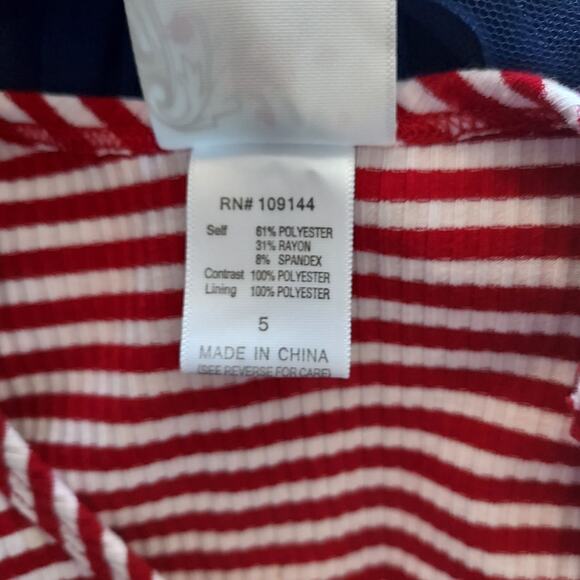 RN# 109144
Self 61% POLYESTER
31% RAYON
8% SPANDEX
Contrast 100% POLYESTER
Lining 100% POLYESTER
5
MADE IN CHINA
(SEE REVERSE FOR CARE)